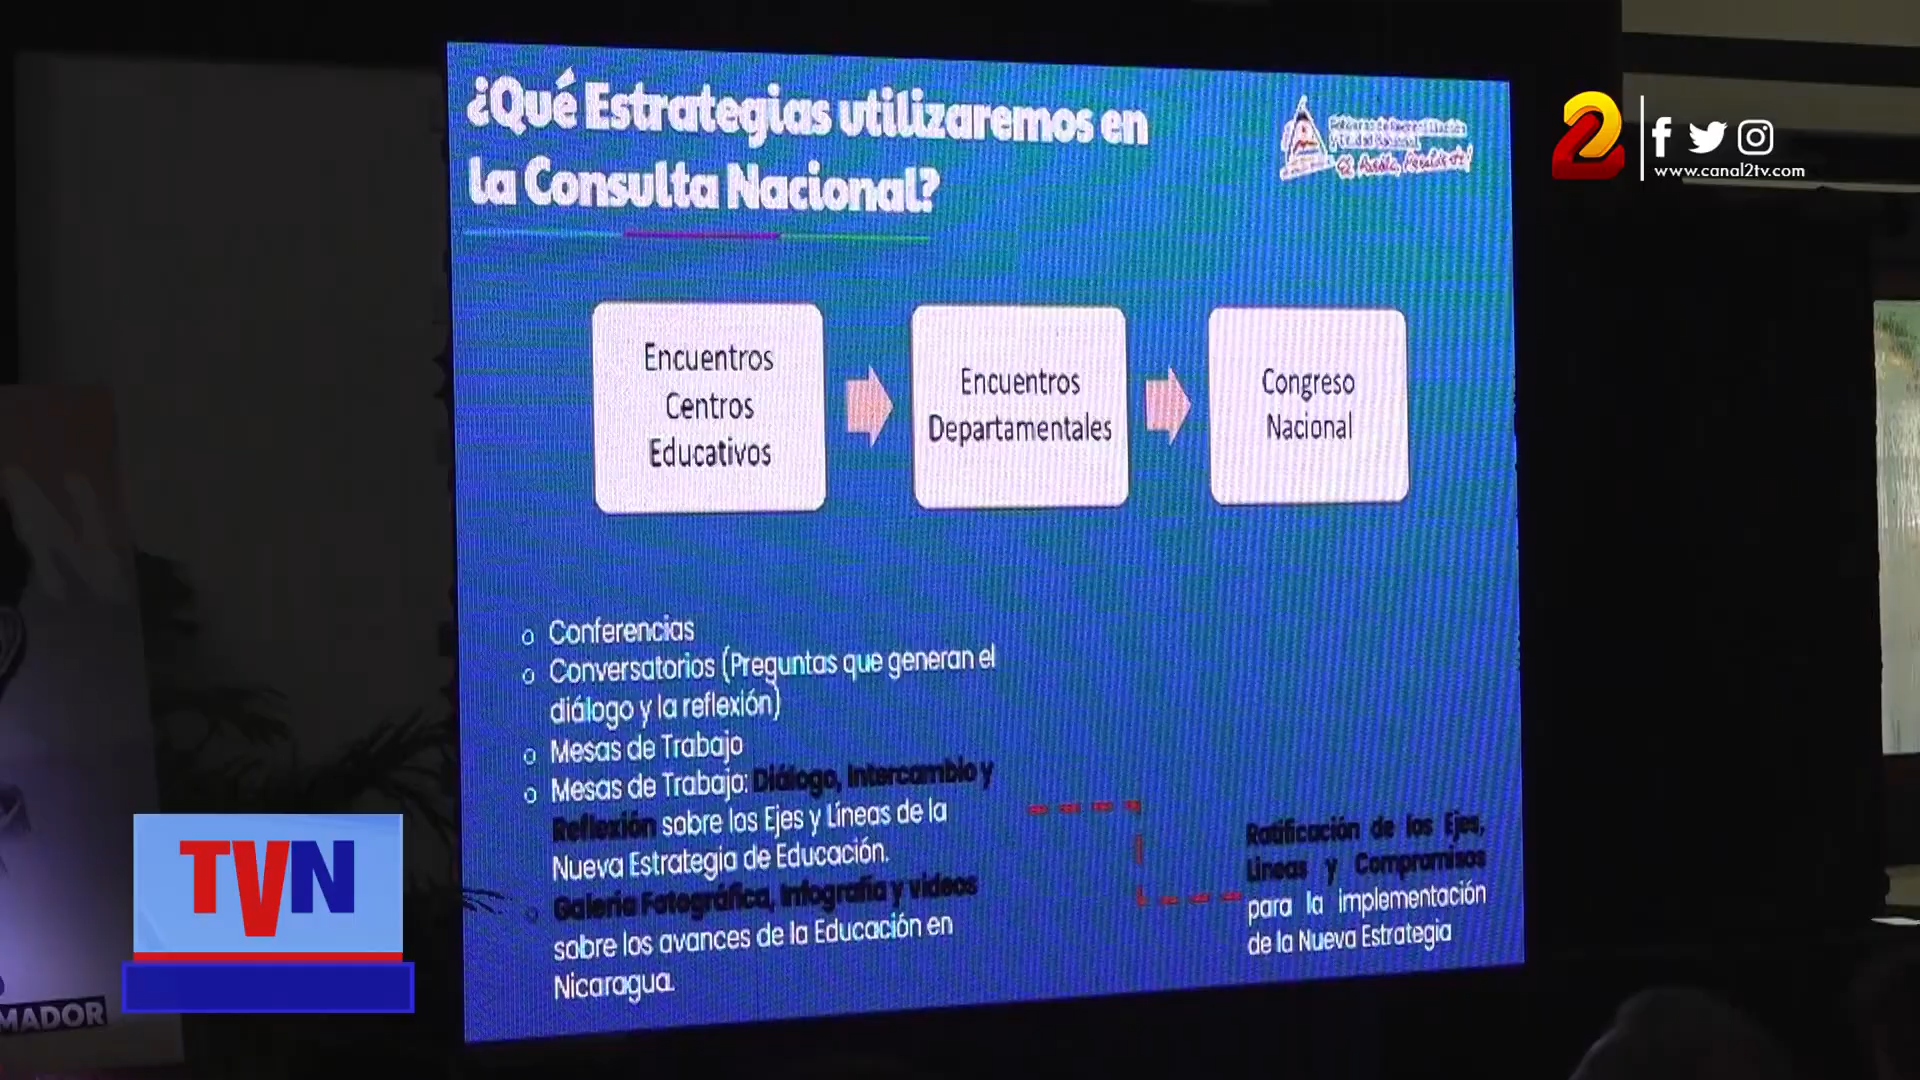 ¿Qué Estrategias utilizaremos en
la Consulta Nacional?
2
www.canal2tv.com
Encuentros
Centros
Educativos
Encuentros
Departamentales
Congreso
Nacional
o Conferencias
o Conversatorios (Preguntas que generan el
diálogo y la reflexión)
o Mesas de Trabajo
o Mesas de Trabajo: Diálogo, Intercambio y
Reflexión sobre los Ejes y Líneas de la
Nueva Estrategia de Educación.
o Galeria Fotográfica, Infografia y videos
sobre los avances de la Educación en
Nicaragua.
Ratificación de los Ejes,
Lineas y Compromisos
para la implementación
de la Nueva Estrategia
TVN
MADOR